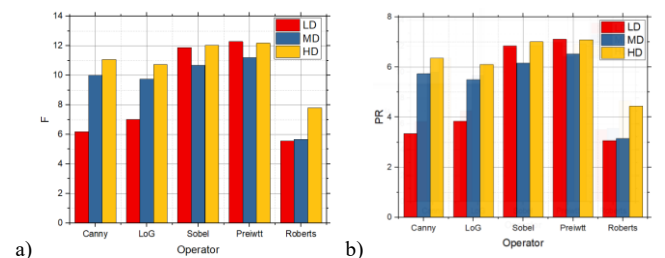 LD
MD
HD
14
12
10
8
6
4
2
0
F
Canny
LoG
Sobel
Preiwtt
Roberts
Operator
a)
LD
MD
HD
8
6
4
2
0
PR
Canny
LoG
Sobel
Preiwtt
Roberts
Operator
b)